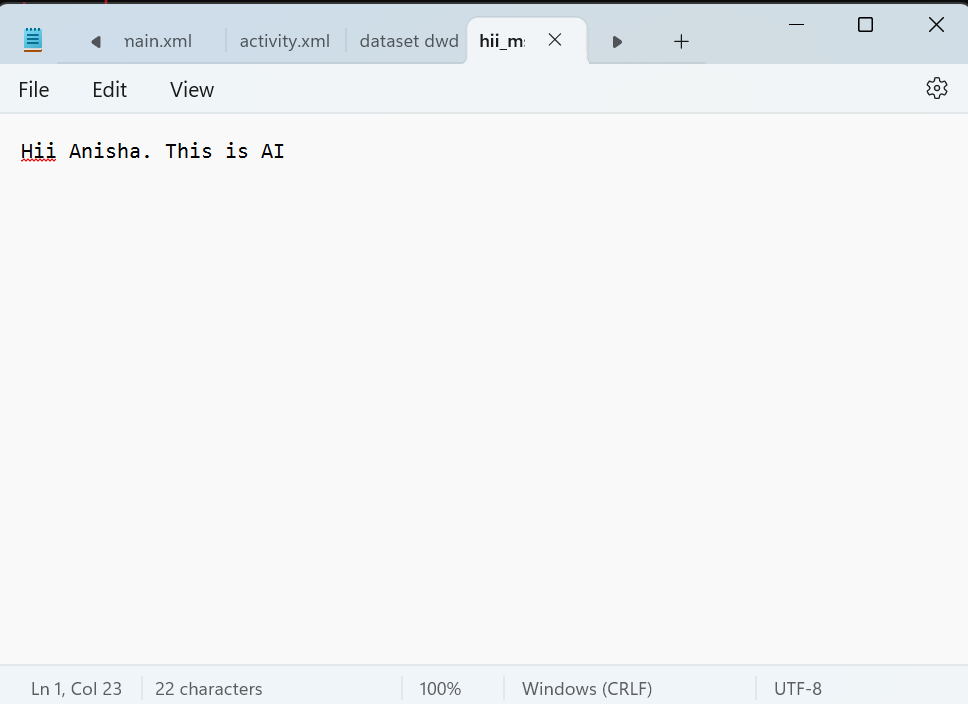 main.xml
activity.xml
dataset dwd
hii_m
File Edit View
Hii Anisha. This is AI
Ln 1, Col 23
22 characters
100%
Windows (CRLF)
UTF-8